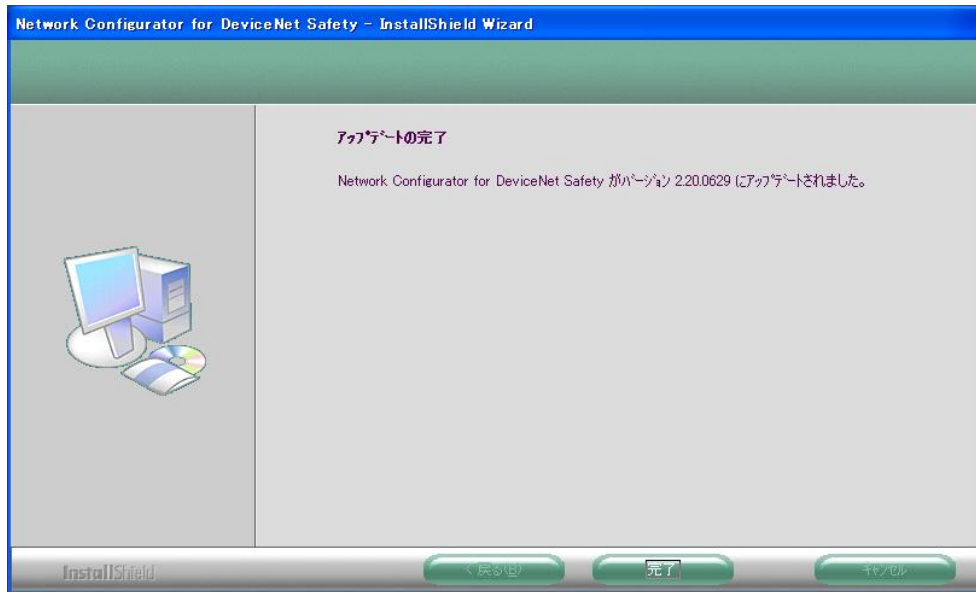 Network Configurator for DeviceNet Safety - InstallShield Wizard
ｱｯﾌﾟﾃﾞｰﾄの完了
Network Configurator for DeviceNet Safety がﾊﾞｰｼﾞｮﾝ 2.20.0629 にｱｯﾌﾟﾃﾞｰﾄされました。
InstallShield
< 戻る(B)
完了
ｷｬﾝｾﾙ